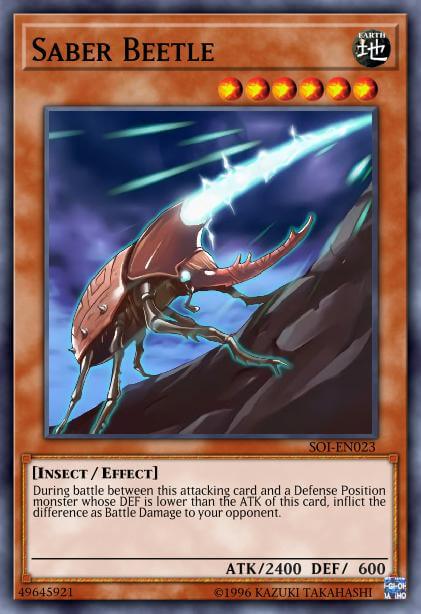 SABER BEETLE
EARTH
地
SOI-EN023
[INSECT / EFFECT]
During battle between this attacking card and a Defense Position
monster whose DEF is lower than the ATK of this card, inflict the
difference as Battle Damage to your opponent.
ATK/2400 DEF/ 600
49645921
©1996 KAZUKI TAKAHASHI